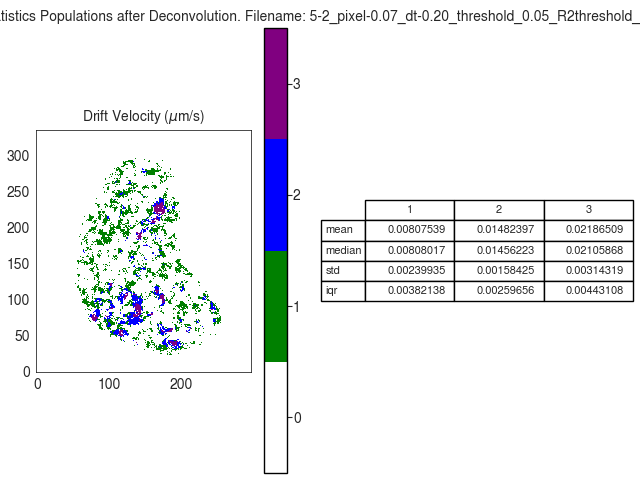 tistics Populations after Deconvolution. Filename: 5-2_pixel-0.07_dt-0.20_threshold_0.05_R2threshold_
Drift Velocity (μm/s)
300
250
200
150
100
50
0
0 100 200
3
2
1
0
1 2 3
mean 0.00807539 0.01482397 0.02186509
median 0.00808017 0.01456223 0.02105868
std 0.00239935 0.00158425 0.00314319
iqr 0.00382138 0.00259656 0.00443108